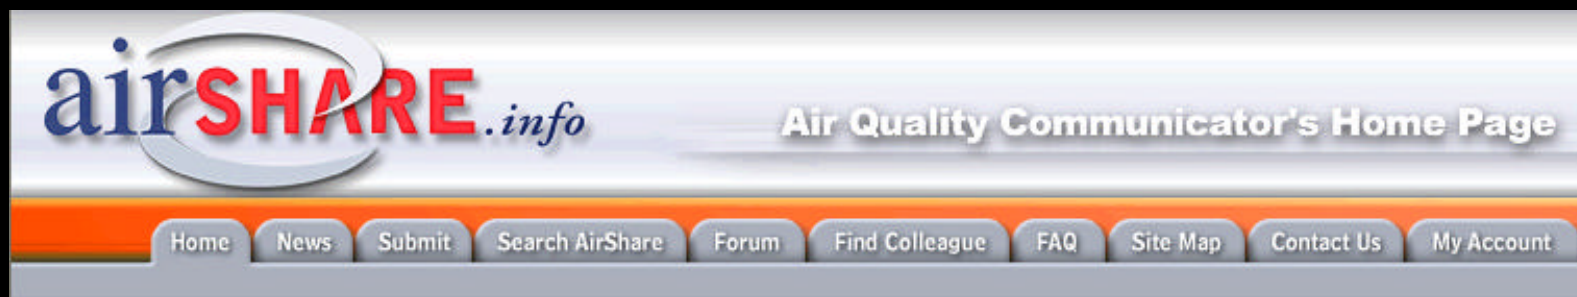 airSHARE.info
Air Quality Communicator's Home Page
Home News Submit Search AirShare Forum Find Colleague FAQ Site Map Contact Us My Account